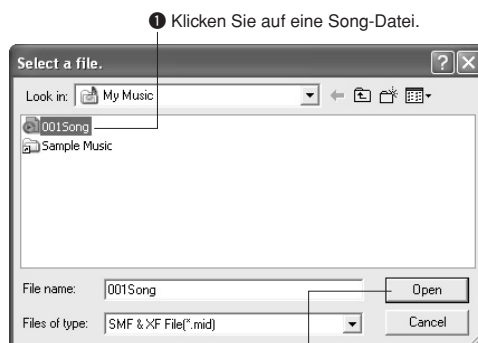 ❶ Klicken Sie auf eine Song-Datei.
Select a file.
Look in: My Music
001Song
Sample Music
File name: 001Song Open
Files of type: SMF & XF File(*.mid) Cancel